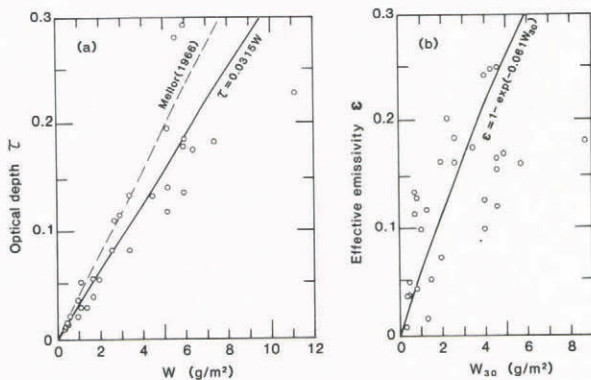 (a)
0.3
0.2
0.1
0
Optical depth τ
Mellor(1966)
τ=0.0315W
0 2 4 6 8 10 12
W (g/m²)
(b)
0.3
0.2
0.1
0
Effective emissivity ε
ε=1-exp(-0.061W₃₀)
0 2 4 6 8
W₃₀ (g/m²)